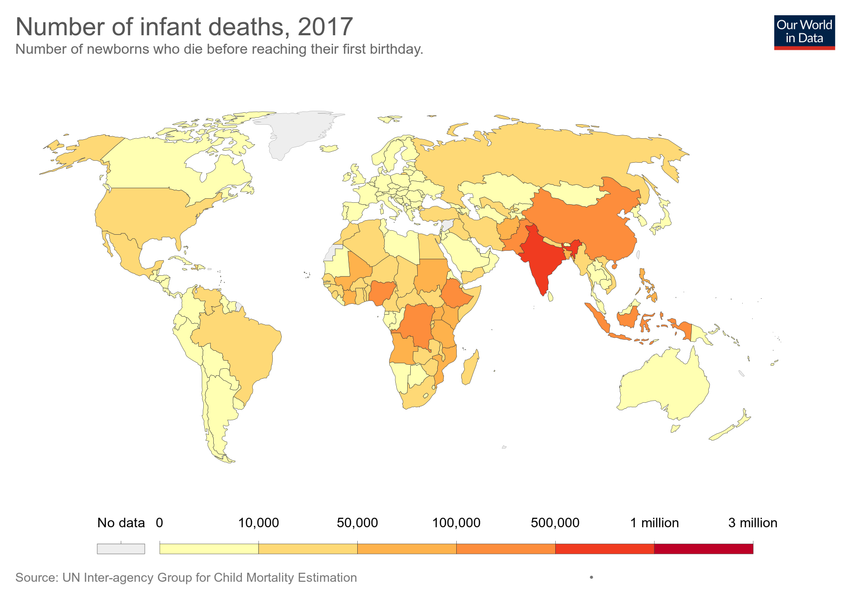 Number of infant deaths, 2017
Number of newborns who die before reaching their first birthday.
Our World
in Data
No data 0 10,000 50,000 100,000 500,000 1 million 3 million
Source: UN Inter-agency Group for Child Mortality Estimation
•